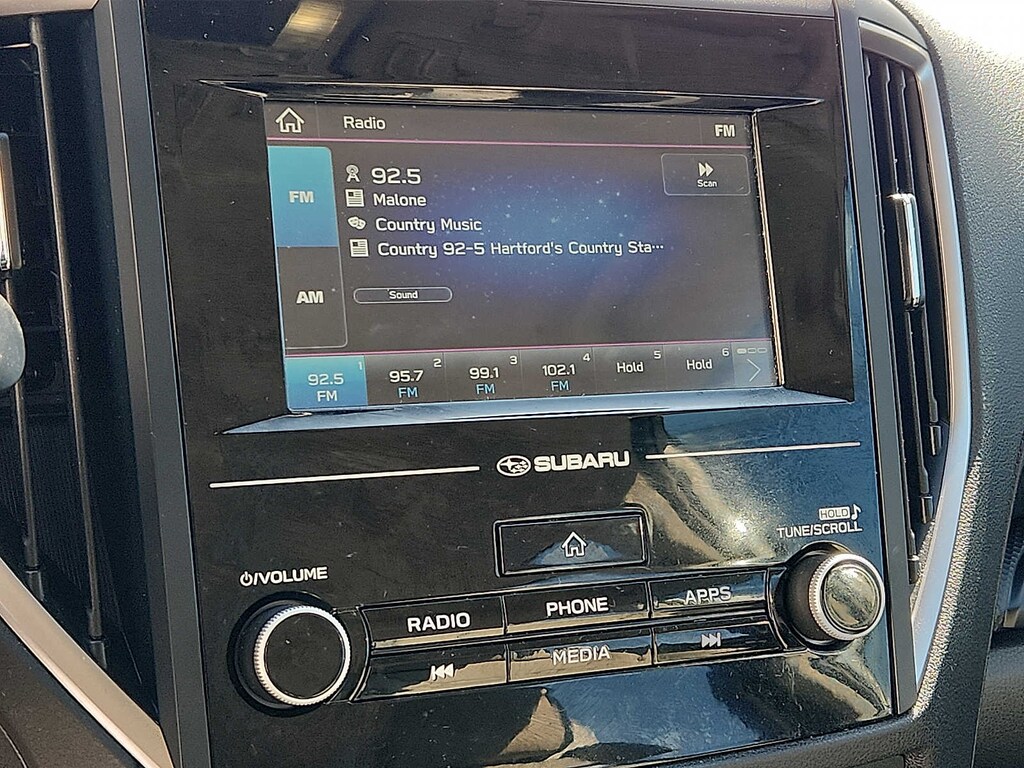 Radio FM
FM
92.5
Scan
Malone
Country Music
Country 92-5 Hartford's Country Sta···
AM
Sound
1 2 3 4 5 6
92.5 95.7 99.1 102.1 Hold Hold
FM FM FM FM
SUBARU
HOLD
TUNE/SCROLL
/VOLUME
RADIO PHONE APPS
MEDIA